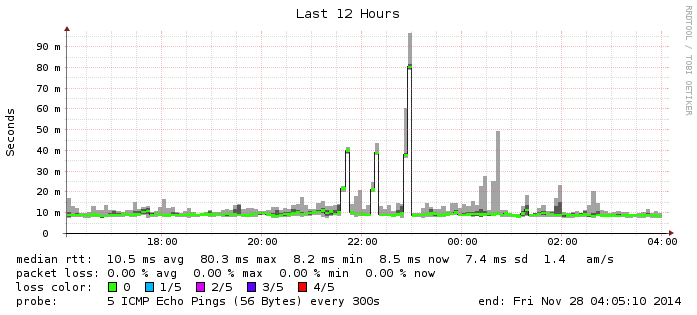 Last 12 Hours
RRDTOOL / TOBI OETIKER
Seconds
90 m
80 m
70 m
60 m
50 m
40 m
30 m
20 m
10 m
0
18:00 20:00 22:00 00:00 02:00 04:00
median rtt: 10.5 ms avg 80.3 ms max 8.2 ms min 8.5 ms now 7.4 ms sd 1.4 am/s
packet loss: 0.00 % avg 0.00 % max 0.00 % min 0.00 % now
loss color: 0 1/5 2/5 3/5 4/5
probe: 5 ICMP Echo Pings (56 Bytes) every 300s end: Fri Nov 28 04:05:10 2014